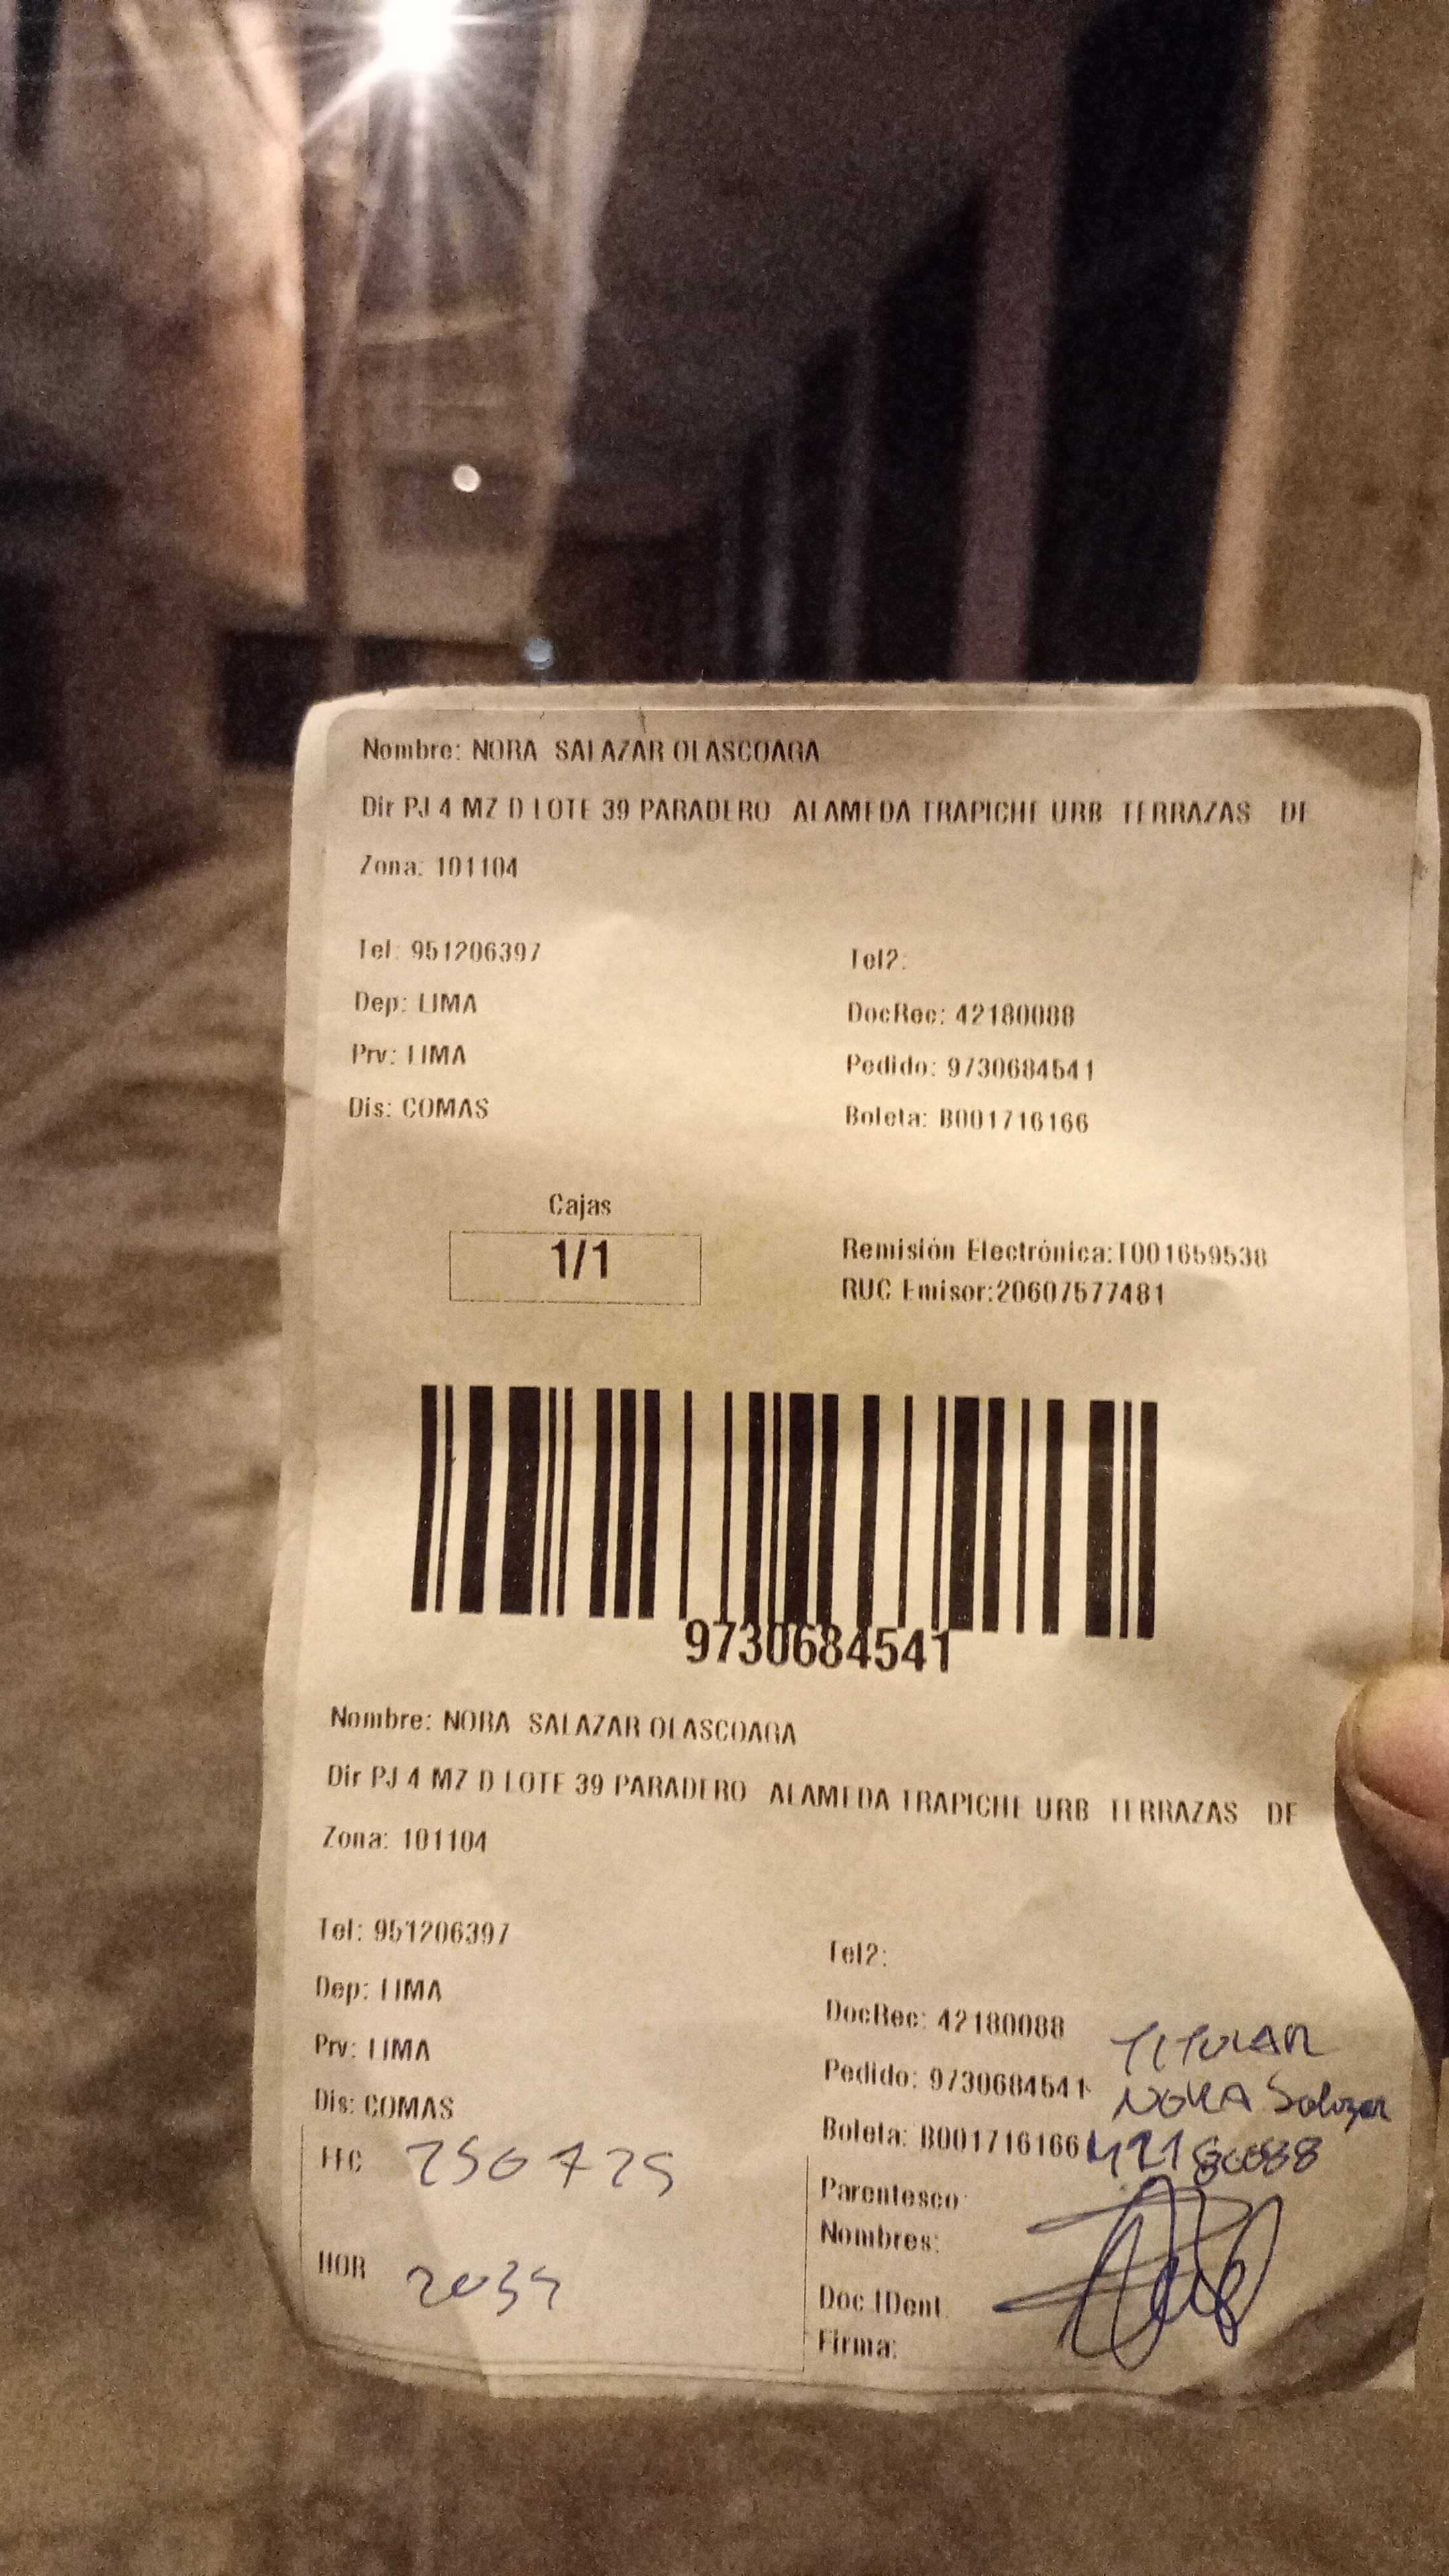 Nombre: NORA SALAZAR OLASCOAGA
Dir PJ 4 MZ D LOTE 39 PARADERO ALAMEDA TRAPICHE URB TERRAZAS DE
Zona: 101104
Tel: 951206397 Tel2:
Dep: LIMA DocRec: 42180088
Prv: LIMA Pedido: 9730684541
Dis: COMAS Boleta: B001716166
Cajas
1/1
Remisión Electrónica:T001659538
RUC Emisor:20607577481
9730684541
Nombre: NORA SALAZAR OLASCOAGA
Dir PJ 4 MZ D LOTE 39 PARADERO ALAMEDA TRAPICHE URB TERRAZAS DE
Zona: 101104
Tel: 951206397 Tel2:
Dep: LIMA DocRec: 42180088
Prv: LIMA Pedido: 9730684541
Dis: COMAS Boleta: B001716166
TITULAR
NORA Salazar
42180088
FEC 250725
HOR
Parentesco:
Nombres:
Doc IDent
Firma: